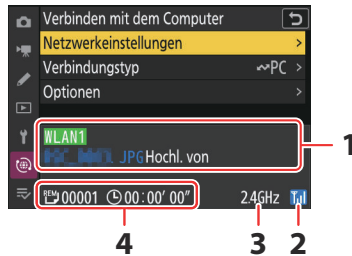 Verbinden mit dem Computer
Netzwerkeinstellungen
Verbindungstyp PC
Optionen
WLAN1
JPG Hochl. von
1
REM 00001 00:00′ 00″ 2.4GHz
4 3 2